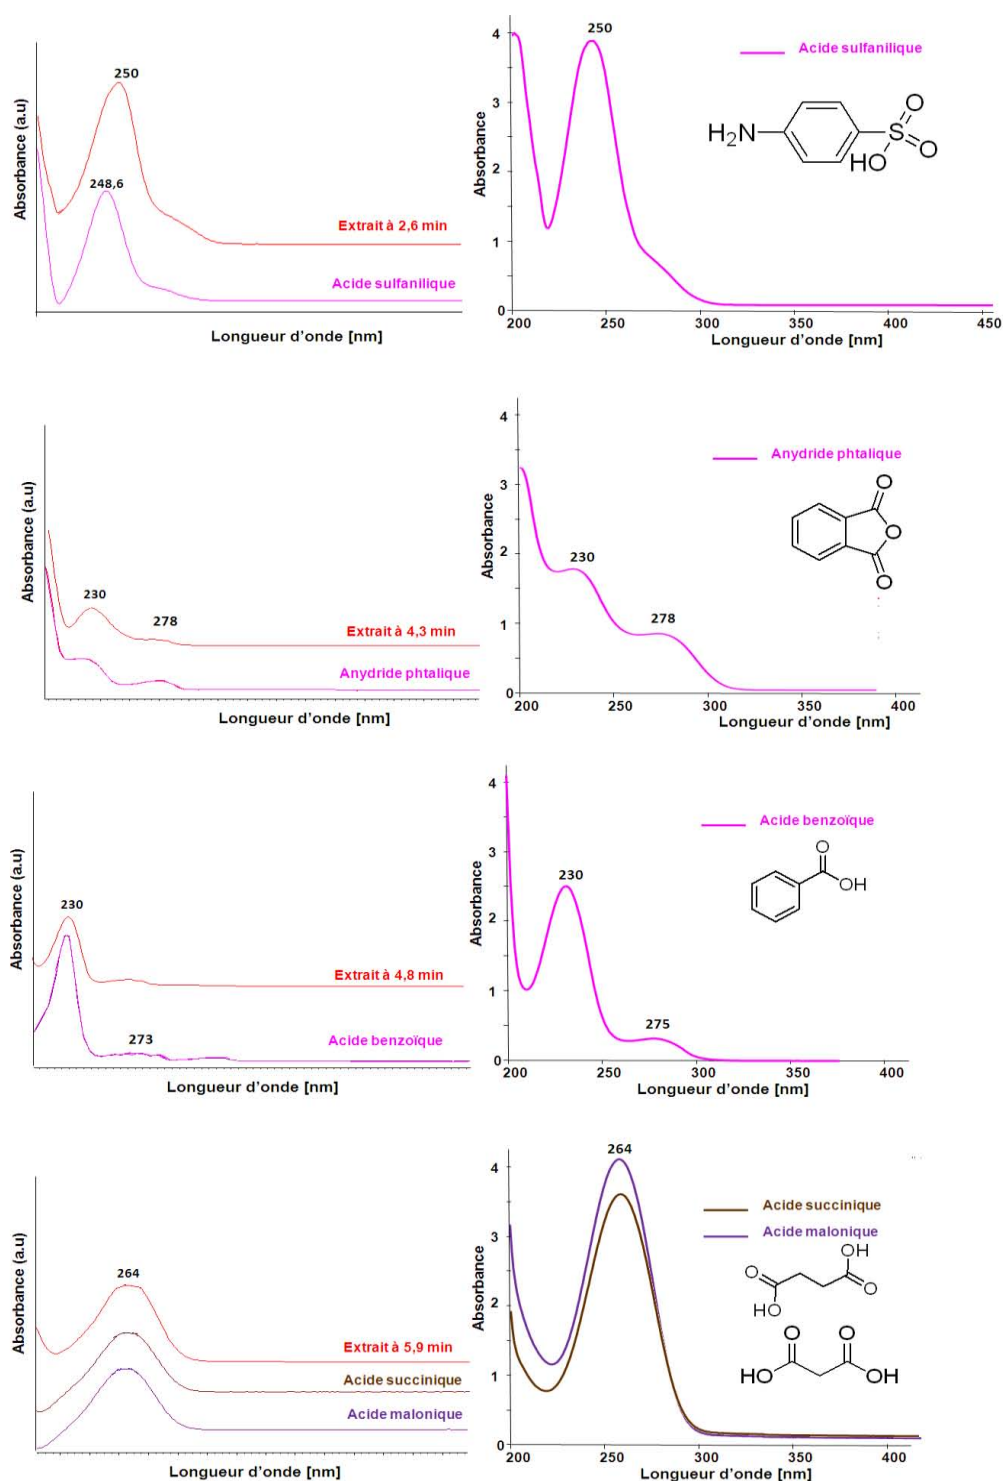 250
248,6
Absorbance (a.u)
Extrait à 2,6 min
Acide sulfanilique
Longueur d'onde [nm]
250
Acide sulfanilique
4
3
2
1
0
Absorbance
H2N
O
S
O
HO
200 250 300 350 400 450
Longueur d'onde [nm]
230
278
Absorbance (a.u)
Extrait à 4,3 min
Anydride phtalique
Longueur d'onde [nm]
4
3
2
1
0
Absorbance
230
278
Anydride phtalique
O
O
O
200 250 300 350 400
Longueur d'onde [nm]
230
273
Absorbance (a.u)
Extrait à 4,8 min
Acide benzoïque
Longueur d'onde [nm]
4
3
2
1
0
Absorbance
230
275
Acide benzoïque
O
OH
200 250 300 350 400
Longueur d'onde [nm]
264
Absorbance (a.u)
Extrait à 5,9 min
Acide succinique
Acide malonique
Longueur d'onde [nm]
264
4
3
2
1
0
Absorbance
Acide succinique
Acide malonique
OH
O
O
HO
O O
HO OH
200 250 300 350 400
Longueur d'onde [nm]